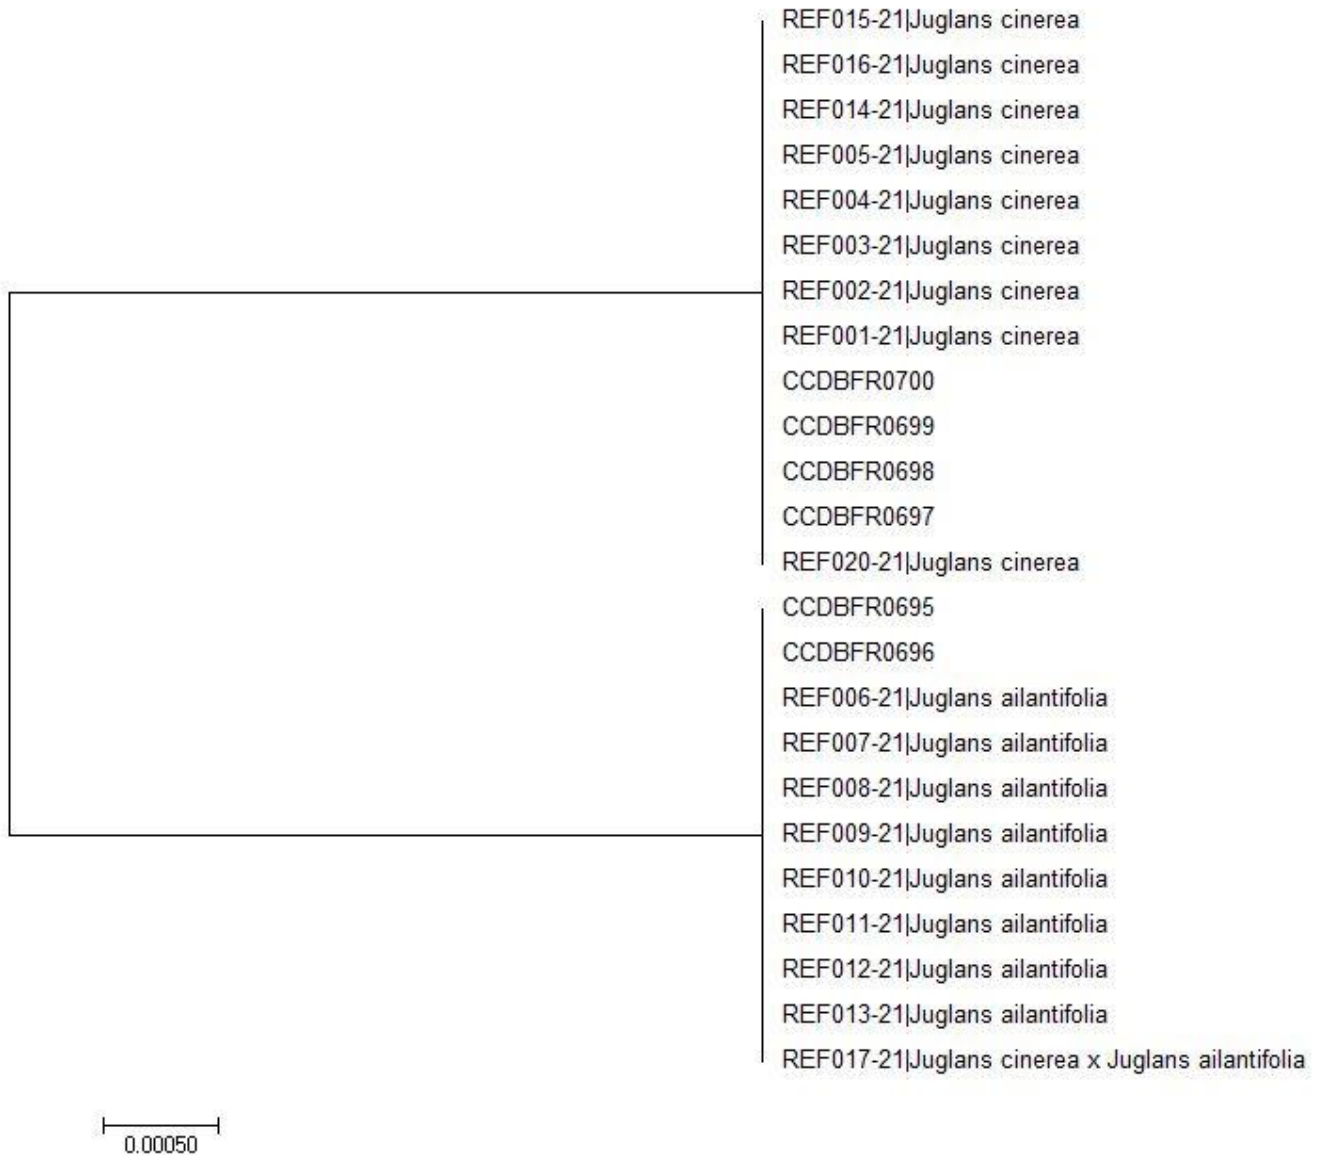 REF015-21|Juglans cinerea
REF016-21|Juglans cinerea
REF014-21|Juglans cinerea
REF005-21|Juglans cinerea
REF004-21|Juglans cinerea
REF003-21|Juglans cinerea
REF002-21|Juglans cinerea
REF001-21|Juglans cinerea
CCDBFR0700
CCDBFR0699
CCDBFR0698
CCDBFR0697
REF020-21|Juglans cinerea
CCDBFR0695
CCDBFR0696
REF006-21|Juglans ailantifolia
REF007-21|Juglans ailantifolia
REF008-21|Juglans ailantifolia
REF009-21|Juglans ailantifolia
REF010-21|Juglans ailantifolia
REF011-21|Juglans ailantifolia
REF012-21|Juglans ailantifolia
REF013-21|Juglans ailantifolia
REF017-21|Juglans cinerea x Juglans ailantifolia
0.00050